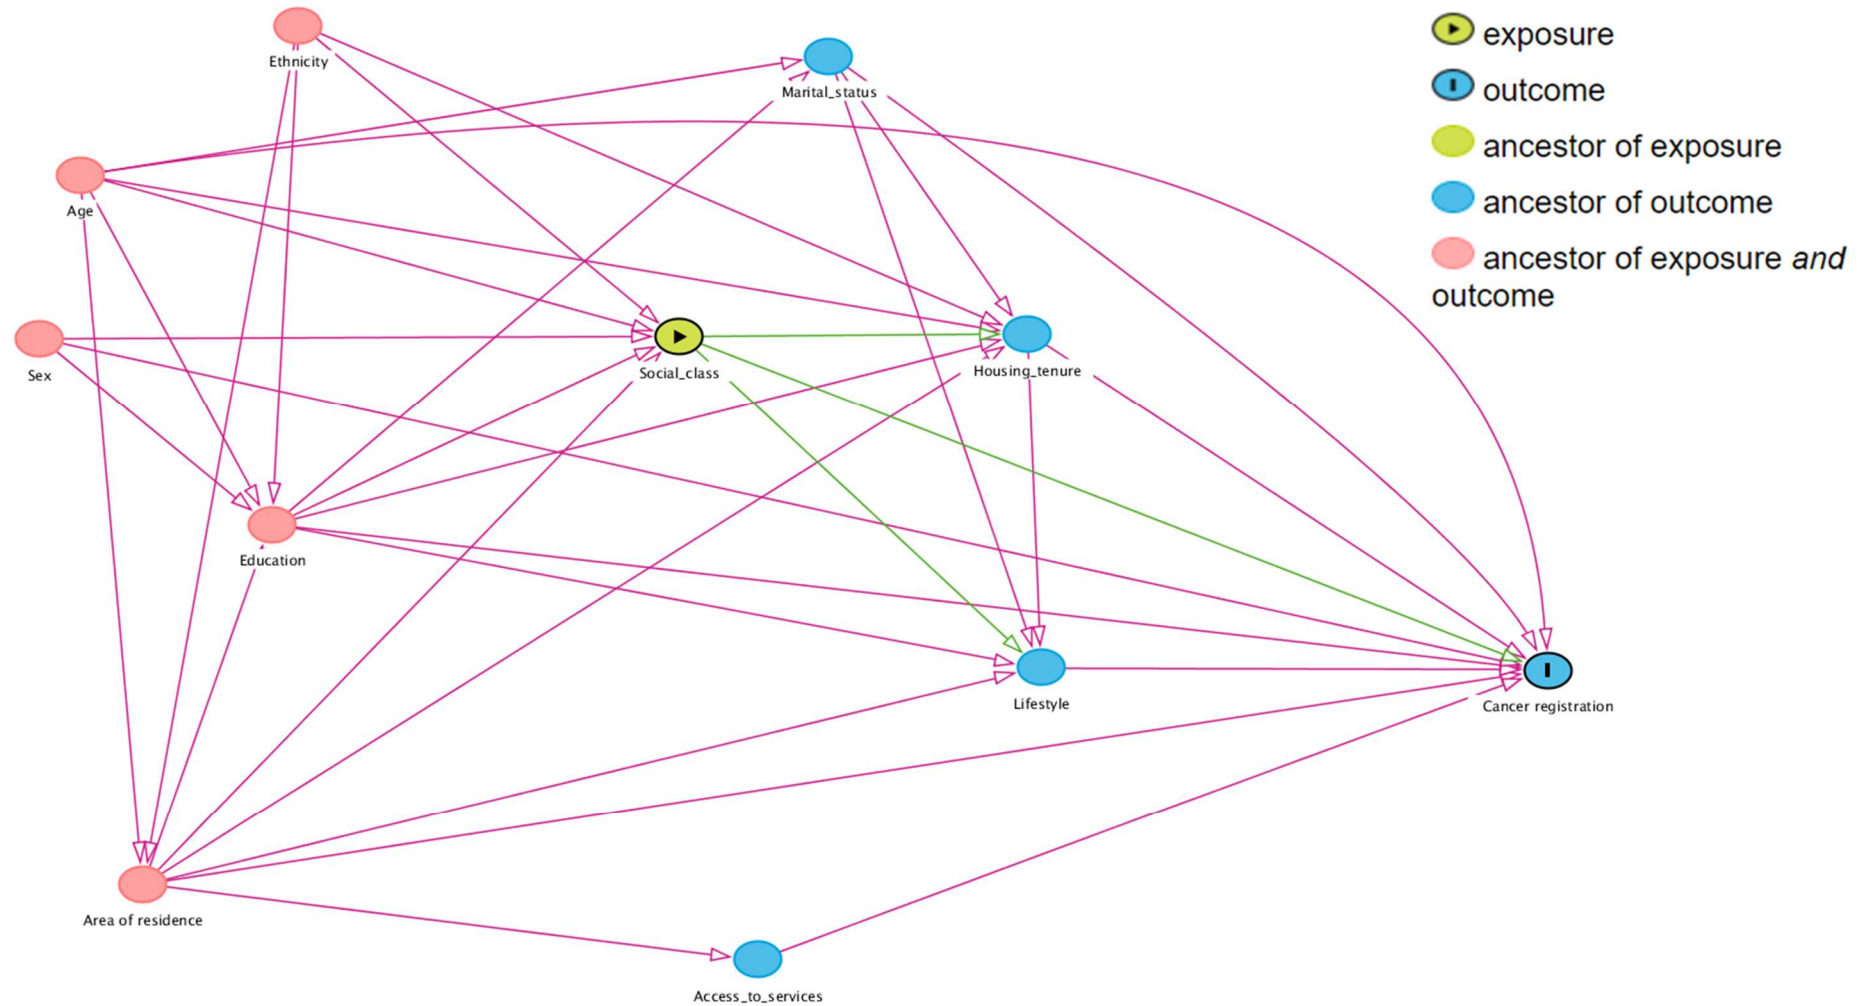 Ethnicity
Marital_status
Age
Sex
Social_class
Housing_tenure
Education
Lifestyle
Cancer registration
Area of residence
Access_to_services
exposure
outcome
ancestor of exposure
ancestor of outcome
ancestor of exposure and
outcome